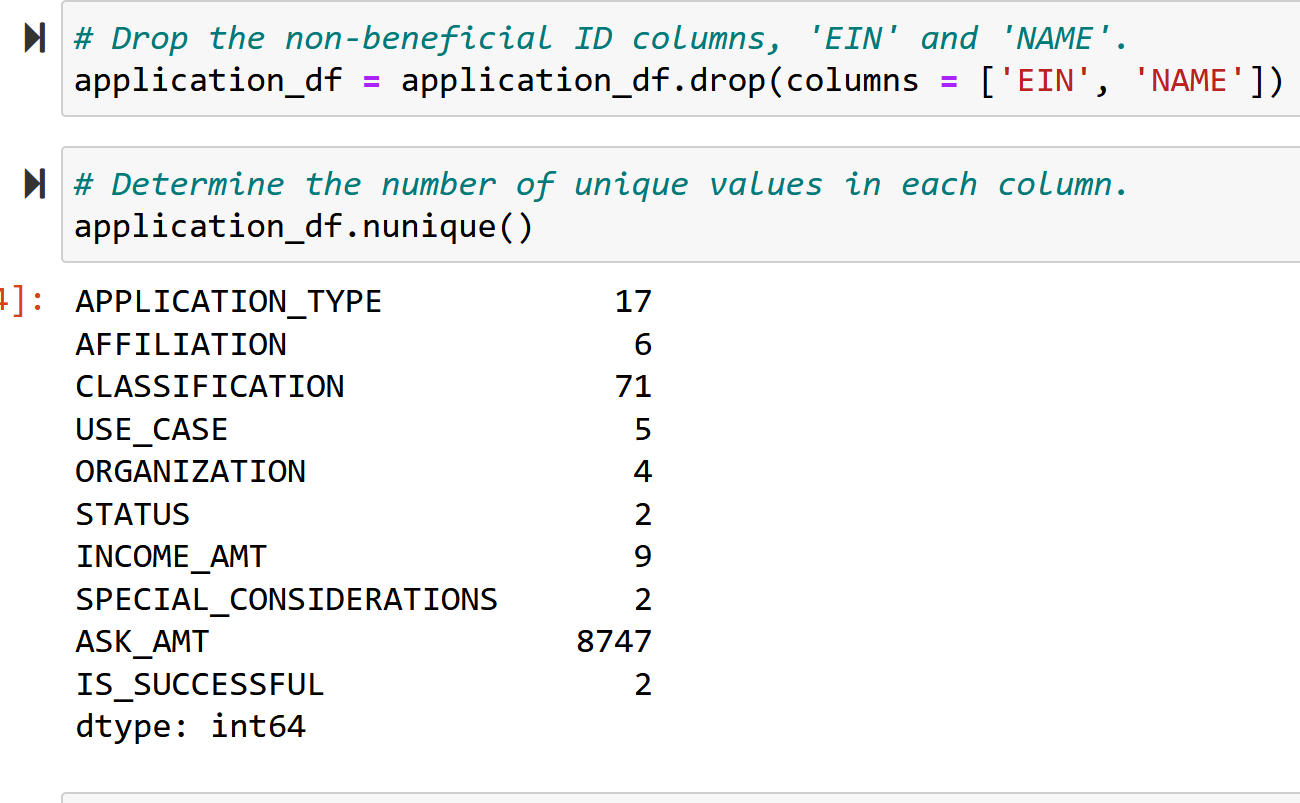 # Drop the non-beneficial ID columns, 'EIN' and 'NAME'.
application_df = application_df.drop(columns = ['EIN', 'NAME'])
# Determine the number of unique values in each column.
application_df.nunique()
4]:
APPLICATION_TYPE 17
AFFILIATION 6
CLASSIFICATION 71
USE_CASE 5
ORGANIZATION 4
STATUS 2
INCOME_AMT 9
SPECIAL_CONSIDERATIONS 2
ASK_AMT 8747
IS_SUCCESSFUL 2
dtype: int64